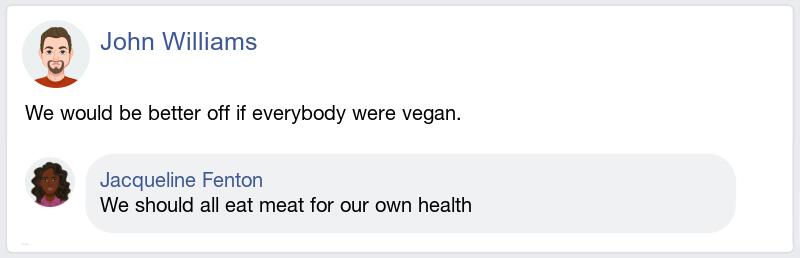 John Williams
We would be better off if everybody were vegan.
Jacqueline Fenton
We should all eat meat for our own health